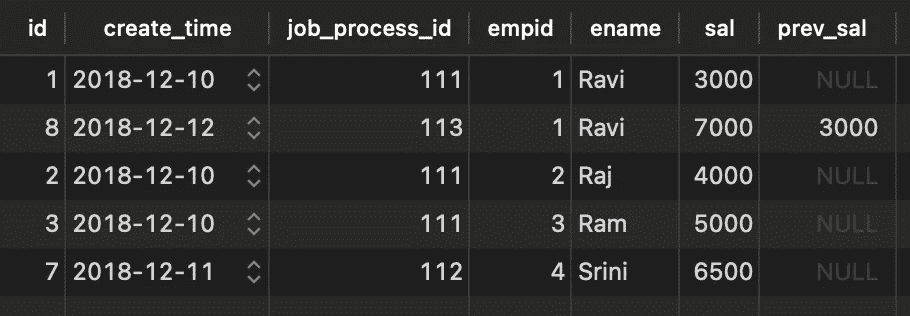 id create_time job_process_id empid ename sal prev_sal
1 2018-12-10 111 1 Ravi 3000 NULL
8 2018-12-12 113 1 Ravi 7000 3000
2 2018-12-10 111 2 Raj 4000 NULL
3 2018-12-10 111 3 Ram 5000 NULL
7 2018-12-11 112 4 Srini 6500 NULL